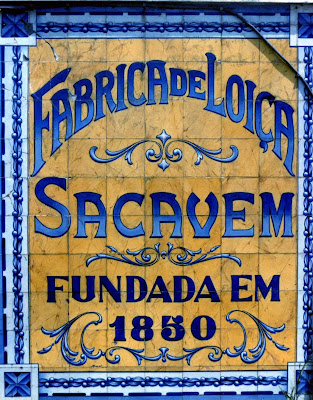 FABRICA DE LOIÇA
SACAVEM
FUNDADA EM
1850